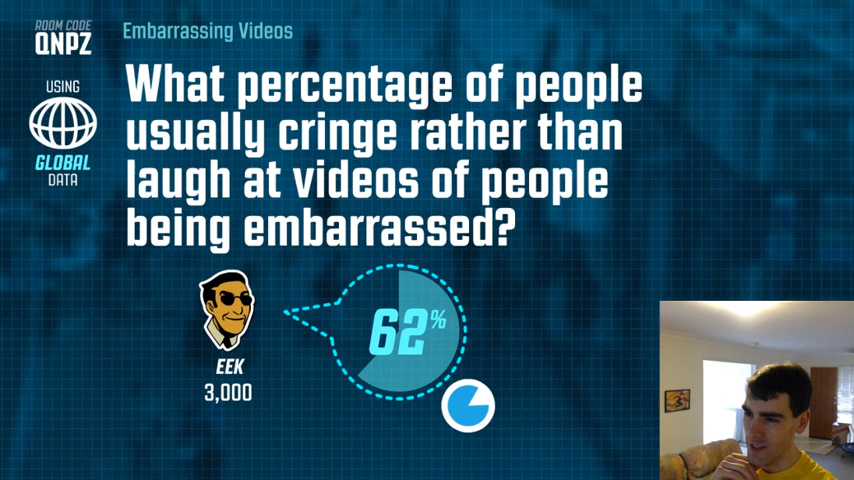 ROOM CODE
QNPZ
Embarrassing Videos
USING
GLOBAL
DATA
What percentage of people
usually cringe rather than
laugh at videos of people
being embarrassed?
62%
EEK
3,000